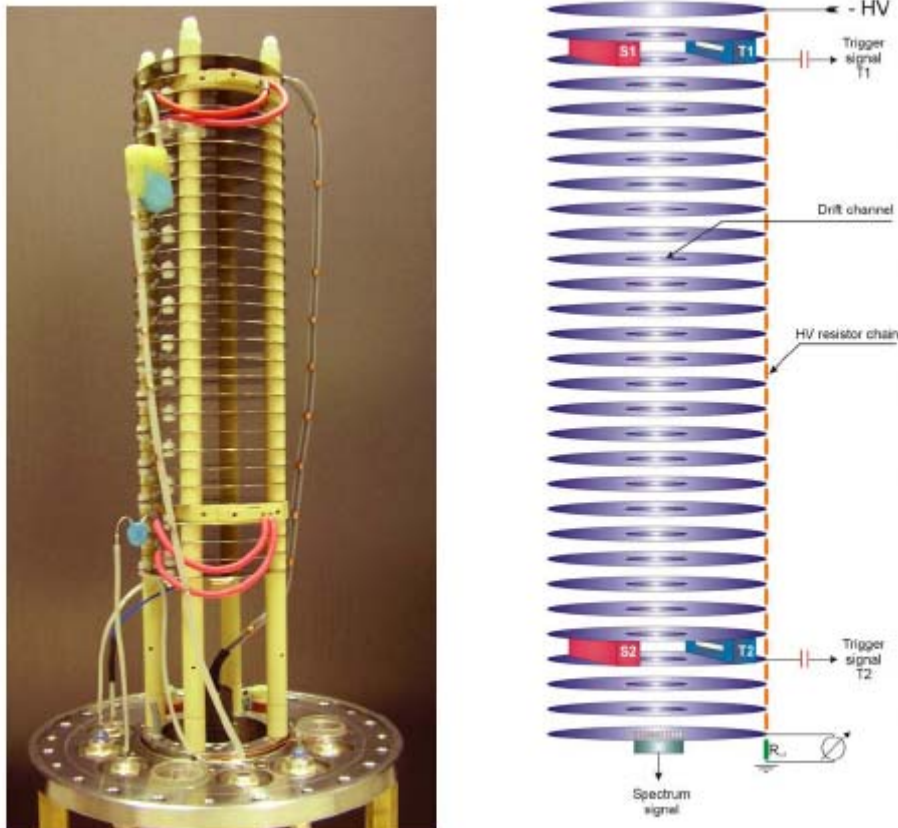 - HV
S1
T1
Trigger
signal
T1
Drift channel
HV resistor chain
S2
T2
Trigger
signal
T2
Spectrum
signal